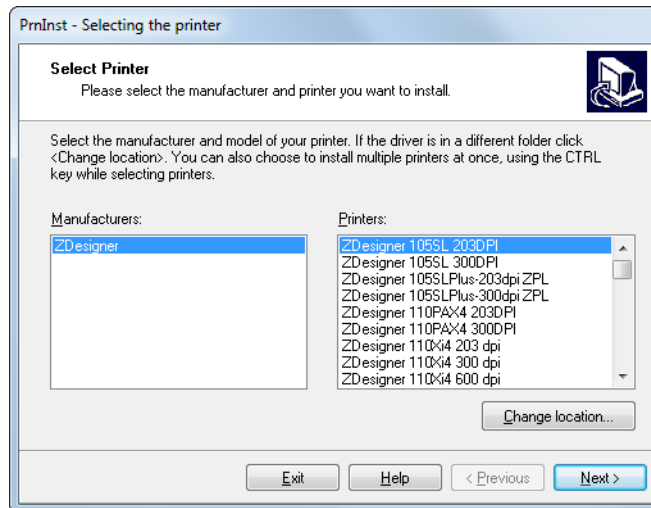 PrnInst - Selecting the printer
Select Printer
Please select the manufacturer and printer you want to install.
Select the manufacturer and model of your printer. If the driver is in a different folder click
<Change location>. You can also choose to install multiple printers at once, using the CTRL
key while selecting printers.
Manufacturers:
ZDesigner
Printers:
ZDesigner 105SL 203DPI
ZDesigner 105SL 300DPI
ZDesigner 105SLPlus-203dpi ZPL
ZDesigner 105SLPlus-300dpi ZPL
ZDesigner 110PAX4 203DPI
ZDesigner 110PAX4 300DPI
ZDesigner 110Xi4 203 dpi
ZDesigner 110Xi4 300 dpi
ZDesigner 110Xi4 600 dpi
Change location...
Exit
Help
< Previous
Next >